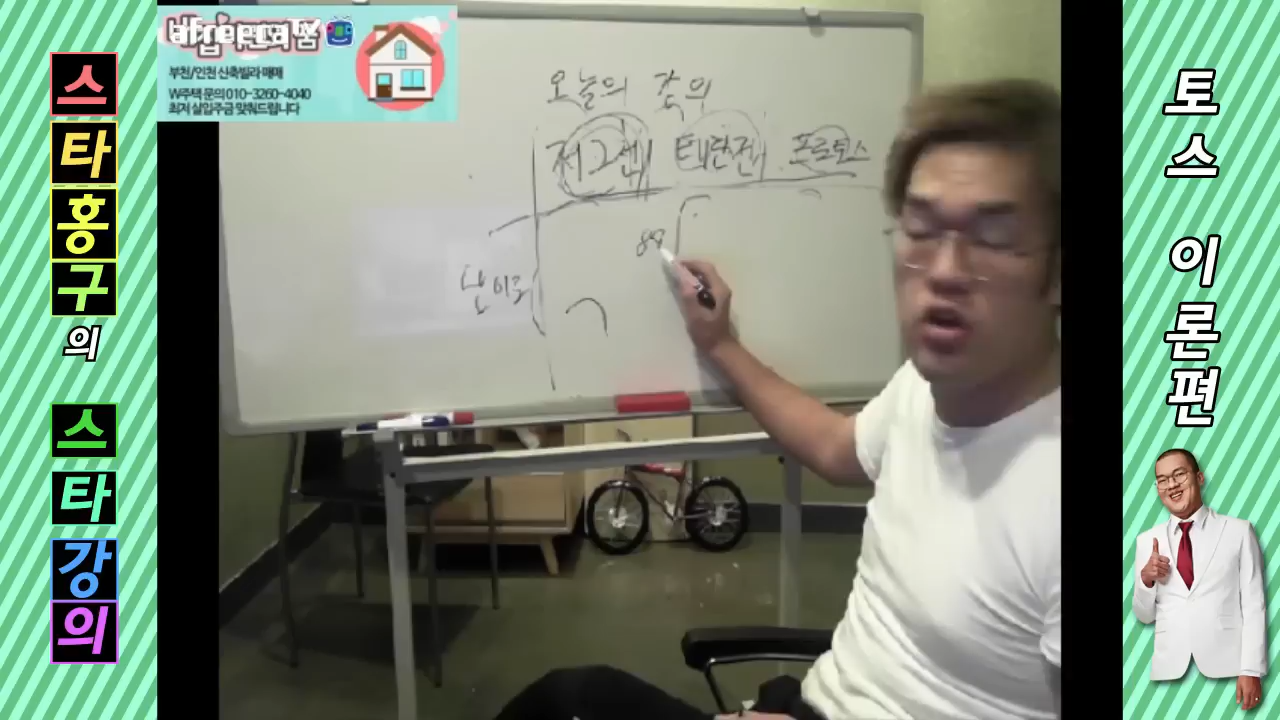 스타홍구의
스타강의
afreecaTV
부천/인천 신축빌라 매매
W주택 문의 010-3260-4040
최저 실입주금 맞춰드립니다
오늘의 강의
저그전 테란전 프로토스
난이도
토스 이론편